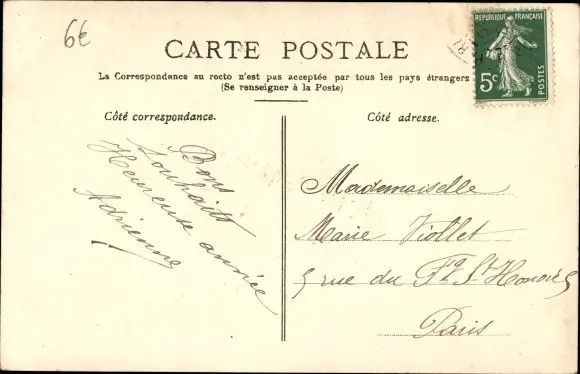 6€
CARTE POSTALE
La Correspondance au recto n'est pas acceptée par tous les pays étrangers
(Se renseigner à la Poste)
REPUBLIQUE FRANÇAISE
5c
POSTES
Côté correspondance.
Bons
Souhaits
Heureuse année
Adrienne
Côté adresse.
Mademoiselle
Marie Viollet
5 rue du Fg St Honoré
Paris